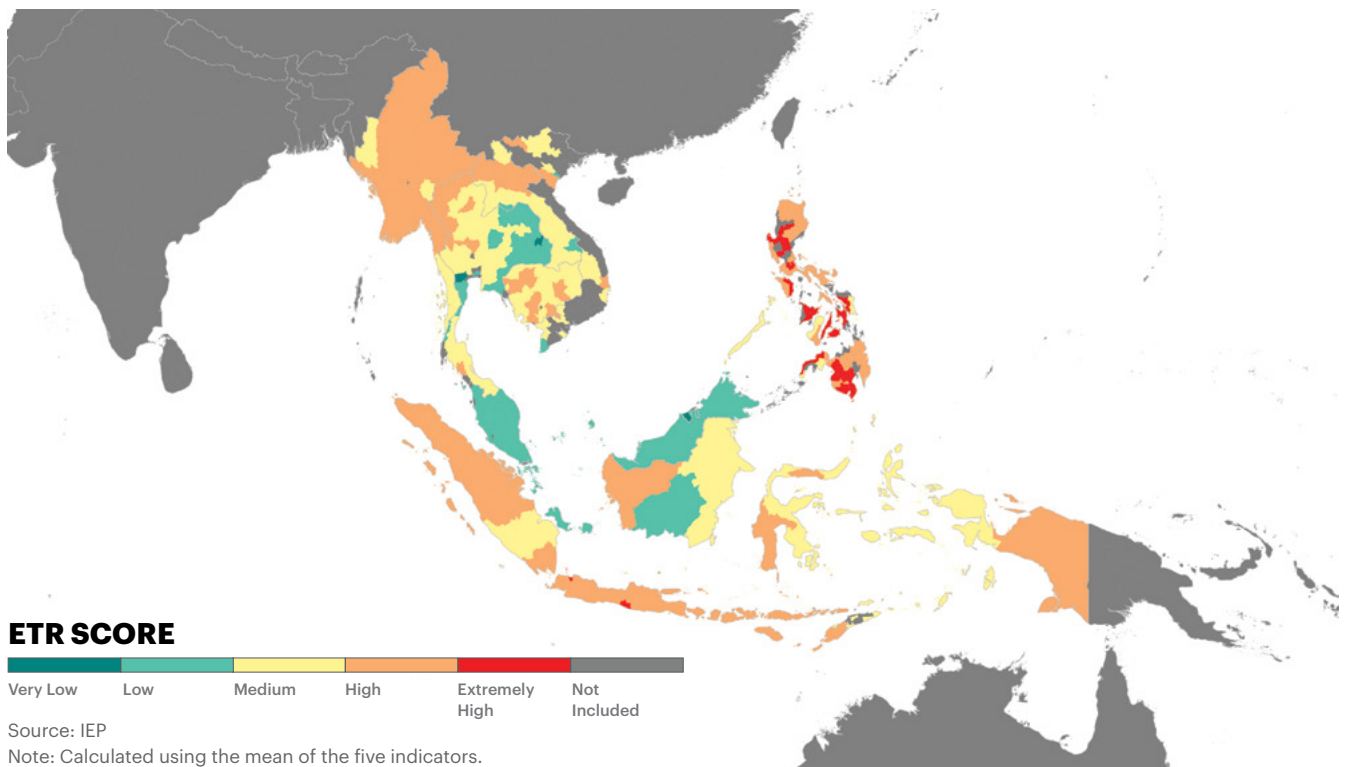 ETR SCORE
Very Low Low Medium High Extremely High Not Included
Source: IEP
Note: Calculated using the mean of the five indicators.